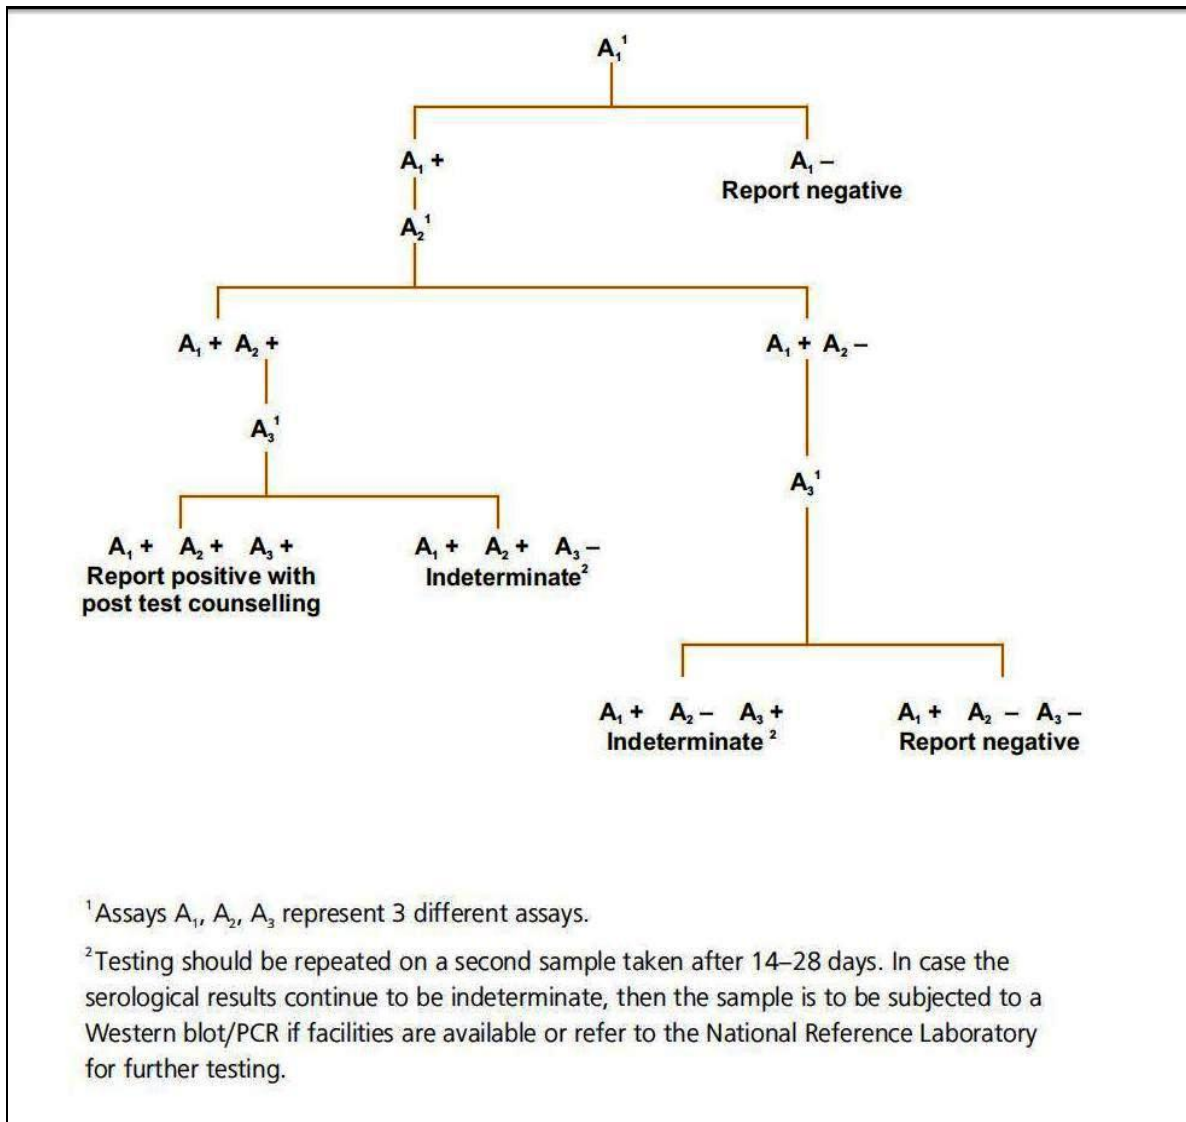 A₁¹
A₁ +
A₁ –
Report negative
A₂¹
A₁ + A₂ +
A₁ + A₂ –
A₃¹
A₃¹
A₁ + A₂ + A₃ +
Report positive with
post test counselling
A₁ + A₂ + A₃ –
Indeterminate²
A₁ + A₂ – A₃ +
Indeterminate ²
A₁ + A₂ – A₃ –
Report negative
¹Assays A₁, A₂, A₃ represent 3 different assays.
²Testing should be repeated on a second sample taken after 14–28 days. In case the
serological results continue to be indeterminate, then the sample is to be subjected to a
Western blot/PCR if facilities are available or refer to the National Reference Laboratory
for further testing.